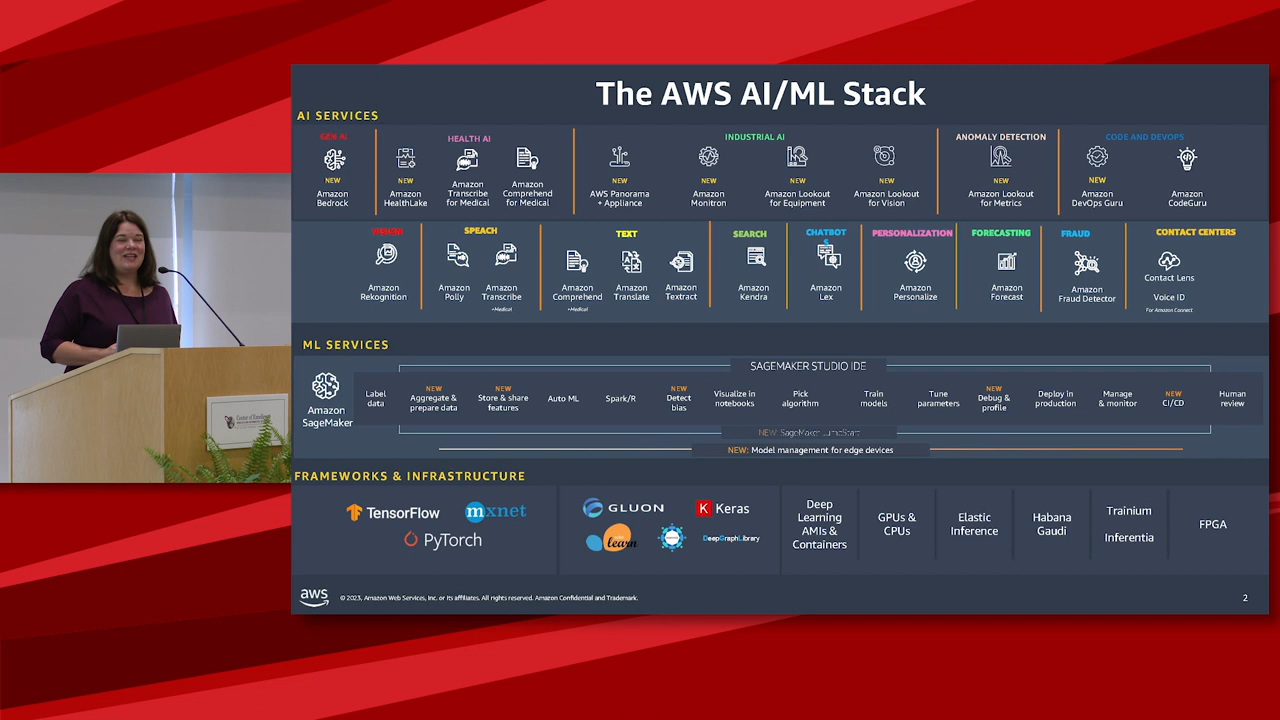 The AWS AI/ML Stack
AI SERVICES
GEN AI
HEALTH AI
INDUSTRIAL AI
ANOMALY DETECTION
CODE AND DEVOPS
NEW
Amazon
Bedrock
NEW
Amazon
HealthLake
Amazon
Transcribe
for Medical
Amazon
Comprehend
for Medical
NEW
AWS Panorama
+ Appliance
NEW
Amazon
Monitron
NEW
Amazon Lookout
for Equipment
NEW
Amazon Lookout
for Vision
NEW
Amazon Lookout
for Metrics
NEW
Amazon
DevOps Guru
Amazon
CodeGuru
SPEACH
TEXT
SEARCH
CHATBOT
S
PERSONALIZATION
FORECASTING
FRAUD
CONTACT CENTERS
Amazon
Rekognition
Amazon
Polly
Amazon
Transcribe
+Medical
Amazon
Comprehend
+Medical
Amazon
Translate
Amazon
Textract
Amazon
Kendra
Amazon
Lex
Amazon
Personalize
Amazon
Forecast
Amazon
Fraud Detector
Contact Lens
Voice ID
For Amazon Connect
ML SERVICES
SAGEMAKER STUDIO IDE
Amazon
SageMaker
Label
data
NEW
Aggregate &
prepare data
NEW
Store & share
features
Auto ML
Spark/R
NEW
Detect
bias
Visualize in
notebooks
Pick
algorithm
Train
models
Tune
parameters
NEW
Debug &
profile
Deploy in
production
Manage
& monitor
NEW
CI/CD
Human
review
NEW: SageMaker JumpStart
NEW: Model management for edge devices
FRAMEWORKS & INFRASTRUCTURE
TensorFlow
mxnet
PyTorch
GLUON
K Keras
learn
DeepGraphLibrary
Deep
Learning
AMIs &
Containers
GPUs &
CPUs
Elastic
Inference
Habana
Gaudi
Trainium
Inferentia
FPGA
aws
© 2023, Amazon Web Services, Inc. or its affiliates. All rights reserved. Amazon Confidential and Trademark.
2